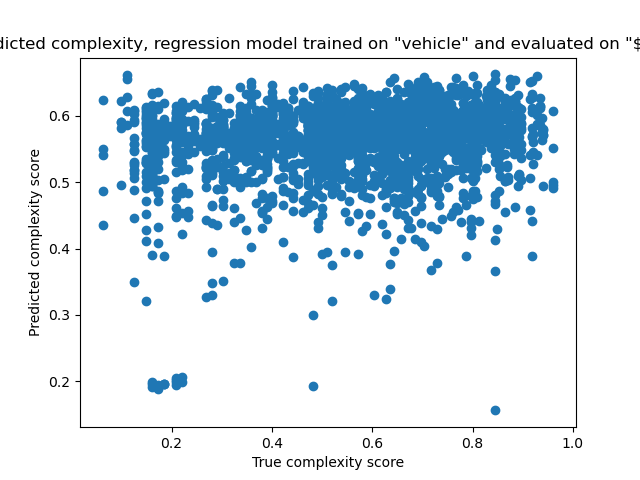 dicted complexity, regression model trained on "vehicle" and evaluated on "$
0.6
0.5
0.4
0.3
0.2
Predicted complexity score
0.2 0.4 0.6 0.8 1.0
True complexity score